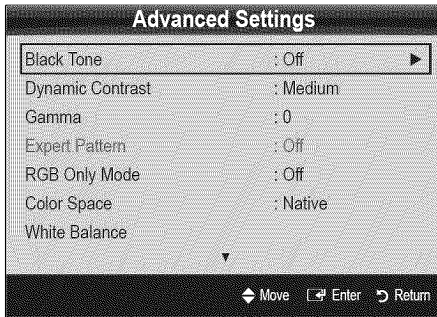 Advanced Settings
Black Tone : Off ▶
Dynamic Contrast : Medium
Gamma : 0
Expert Pattern : Off
RGB Only Mode : Off
Color Space : Native
White Balance
▼
Move Enter Return